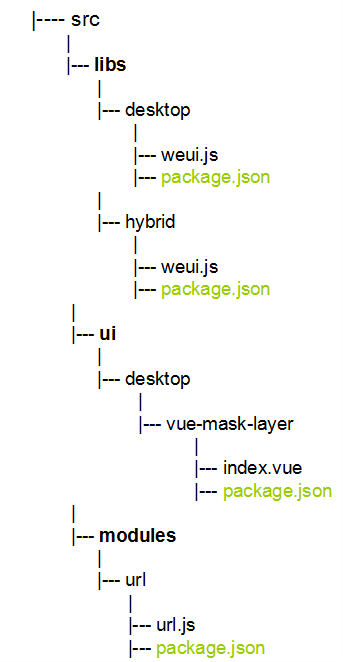 |---- src
|
|--- libs
|
|--- desktop
|
|--- weui.js
|--- package.json
|
|--- hybrid
|
|--- weui.js
|--- package.json
|
|--- ui
|
|--- desktop
|
|--- vue-mask-layer
|
|--- index.vue
|--- package.json
|
|--- modules
|
|--- url
|
|--- url.js
|--- package.json